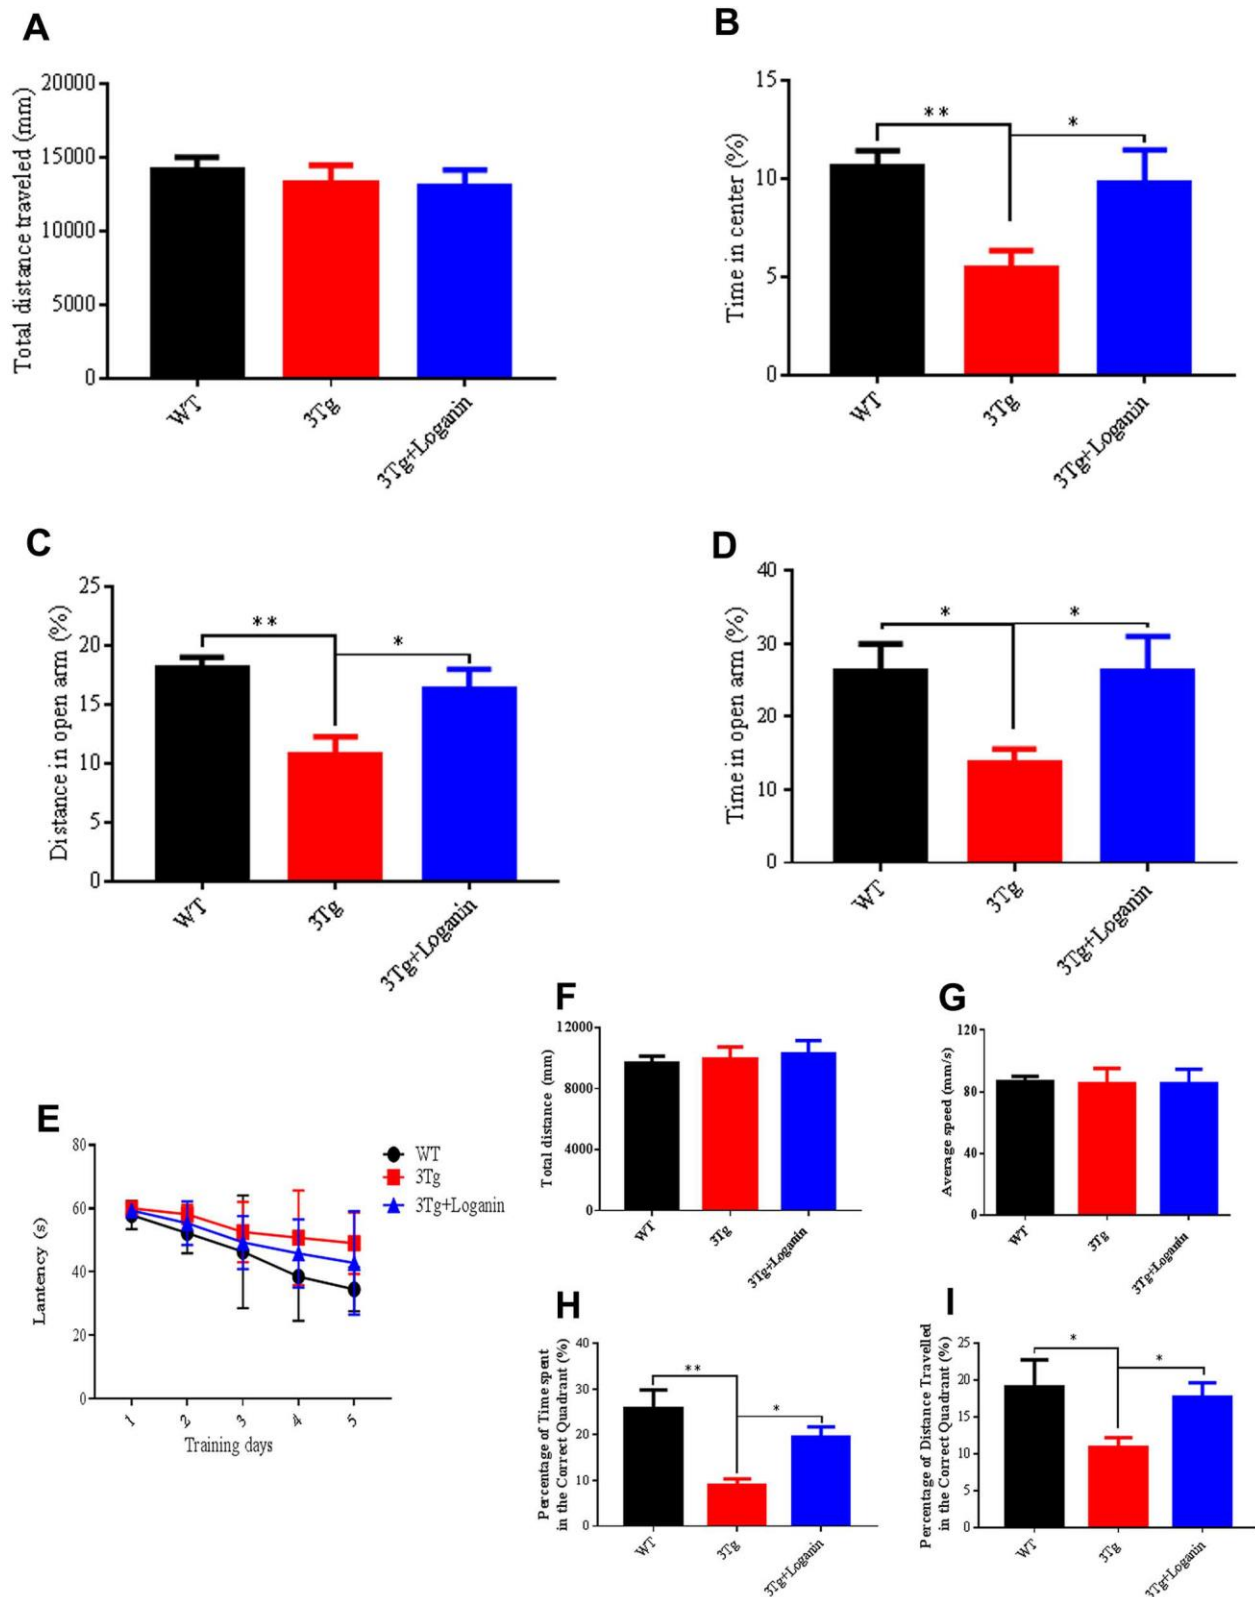 A
Total distance traveled (mm)
20000
15000
10000
5000
0
WT
3Tg
3Tg+Loganin
B
Time in center (%)
15
10
5
0
**
*
WT
3Tg
3Tg+Loganin
C
Distance in open arm (%)
25
20
15
10
5
0
**
*
WT
3Tg
3Tg+Loganin
D
Time in open arm (%)
40
30
20
10
0
*
*
WT
3Tg
3Tg+Loganin
E
Lantency (s)
80
60
40
20
0
1
2
3
4
5
Training days
WT
3Tg
3Tg+Loganin
F
Total distance (mm)
12000
8000
4000
0
WT
3Tg
3Tg+Loganin
G
Average speed (mm/s)
120
80
40
0
WT
3Tg
3Tg+Loganin
H
Percentage of Time spent
in the Correct Quadrant (%)
40
30
20
10
0
**
*
WT
3Tg
3Tg+Loganin
I
Percentage of Distance Travelled
in the Correct Quadrant (%)
25
20
15
10
5
0
*
*
WT
3Tg
3Tg+Loganin